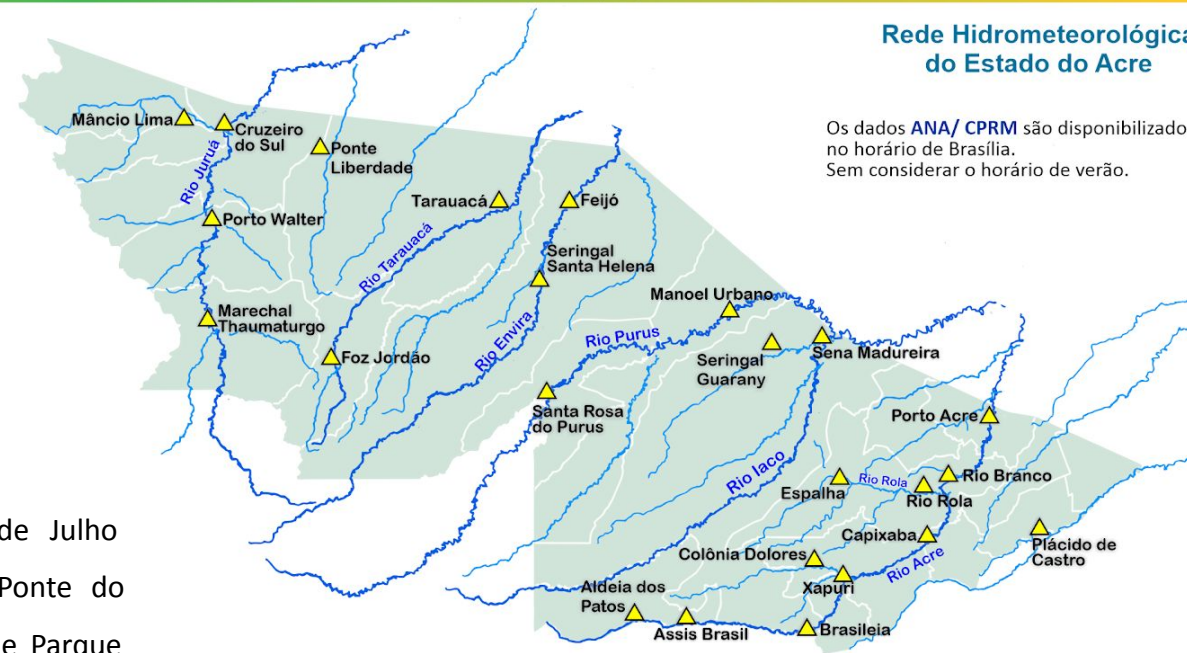 Rede Hidrometeorológica
do Estado do Acre
Os dados ANA/ CPRM são disponibilizado
no horário de Brasília.
Sem considerar o horário de verão.
Mâncio Lima
Cruzeiro
do Sul
Ponte
Liberdade
Rio Juruá
Porto Walter
Tarauacá
Feijó
Rio Tarauacá
Seringal
Santa Helena
Marechal
Thaumaturgo
Foz Jordão
Rio Envira
Manoel Urbano
Rio Purus
Seringal
Guarany
Sena Madureira
Santa Rosa
do Purus
Porto Acre
Rio Iaco
Espalha
Rio Rola
Rio Rola
Rio Branco
Capixaba
Plácido de
Castro
Colônia Dolores
Rio Acre
Xapuri
Aldeia dos
Patos
Assis Brasil
Brasileia
de Julho
Ponte do
e Parque